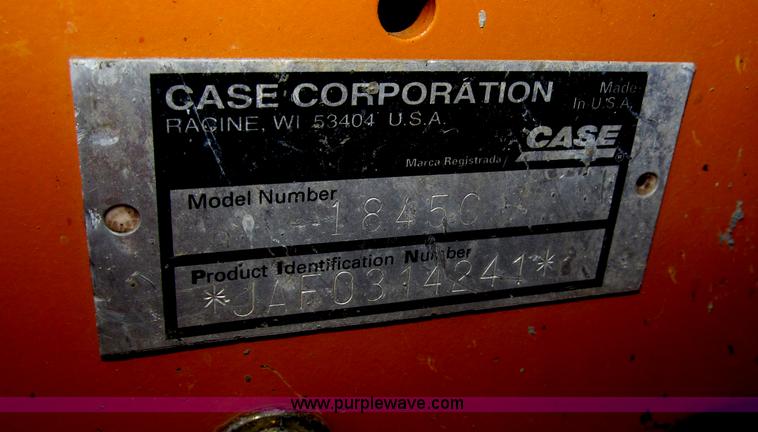 CASE CORPORATION
Made
In U.S.A.
RACINE, WI 53404 U.S.A.
CASE
Marca Registrada
Model Number
1845C
Product Identification Number
*JAF0314241*
www.purplewave.com